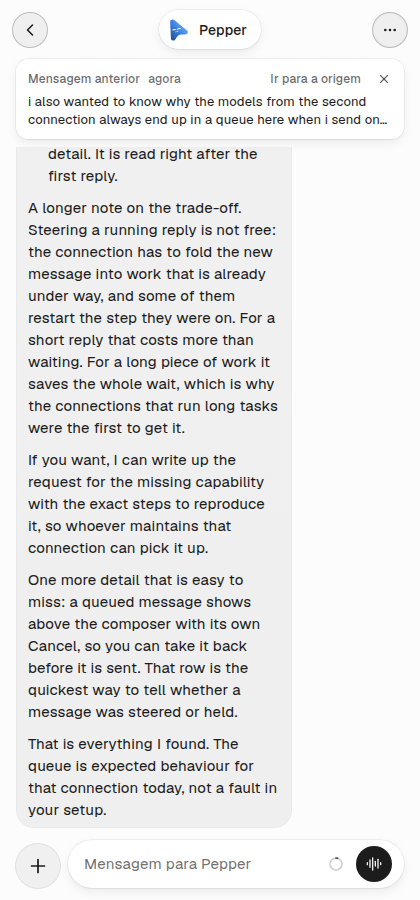 Pepper
Mensagem anterior agora Ir para a origem
i also wanted to know why the models from the second
connection always end up in a queue here when i send on…
detail. It is read right after the
first reply.
A longer note on the trade-off.
Steering a running reply is not free:
the connection has to fold the new
message into work that is already
under way, and some of them
restart the step they were on. For a
short reply that costs more than
waiting. For a long piece of work it
saves the whole wait, which is why
the connections that run long tasks
were the first to get it.
If you want, I can write up the
request for the missing capability
with the exact steps to reproduce
it, so whoever maintains that
connection can pick it up.
One more detail that is easy to
miss: a queued message shows
above the composer with its own
Cancel, so you can take it back
before it is sent. That row is the
quickest way to tell whether a
message was steered or held.
That is everything I found. The
queue is expected behaviour for
that connection today, not a fault in
your setup.
Mensagem para Pepper